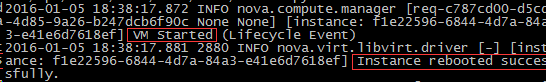 2016-01-05 18:38:17.872 INFO nova.compute.manager [req-c787cd00-d5cd
-4d85-9a26-b247dcb6f90c None None] [instance: f1e22596-6844-4d7a-84a
3-e41e6d7618ef] VM Started (Lifecycle Event)
2016-01-05 18:38:17.881 2880 INFO nova.virt.libvirt.driver [-] [inst
ance: f1e22596-6844-4d7a-84a3-e41e6d7618ef] Instance rebooted succes
sfully.